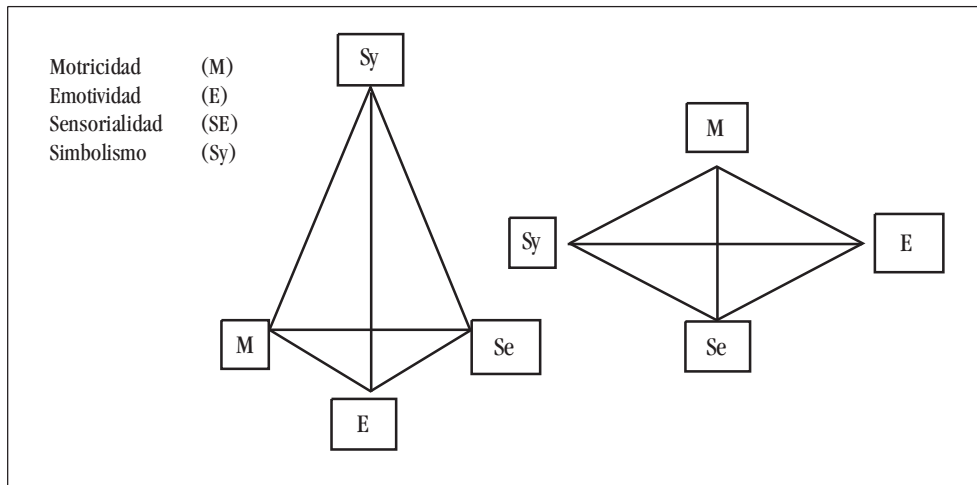 Motricidad (M)
Emotividad (E)
Sensorialidad (SE)
Simbolismo (Sy)
Sy
M
Se
E
M
Sy
E
Se